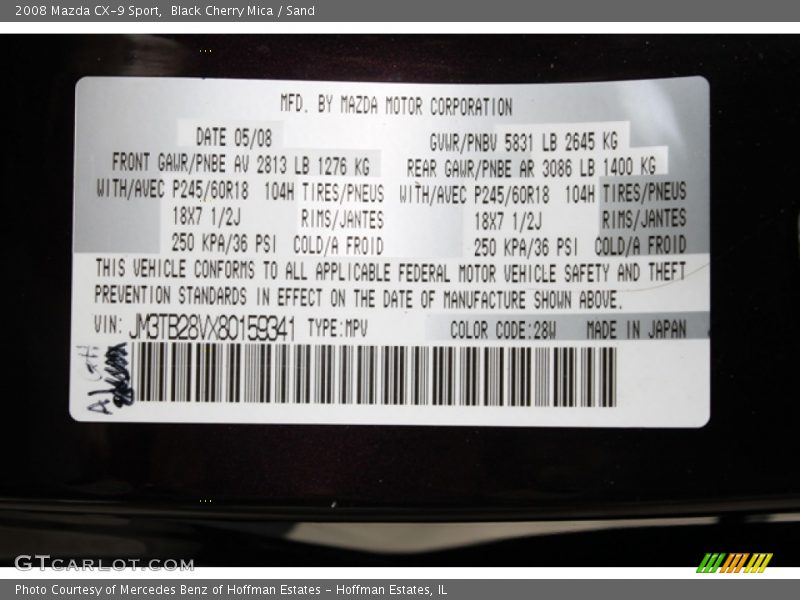 2008 Mazda CX-9 Sport,  Black Cherry Mica / Sand
MFD. BY MAZDA MOTOR CORPORATION
DATE 05/08 GVWR/PNBV 5831 LB 2645 KG
FRONT GAWR/PNBE AV 2813 LB 1276 KG REAR GAWR/PNBE AR 3086 LB 1400 KG
WITH/AVEC P245/60R18 104H TIRES/PNEUS WITH/AVEC P245/60R18 104H TIRES/PNEUS
18X7 1/2J RIMS/JANTES 18X7 1/2J RIMS/JANTES
250 KPA/36 PSI COLD/A FROID 250 KPA/36 PSI COLD/A FROID
THIS VEHICLE CONFORMS TO ALL APPLICABLE FEDERAL MOTOR VEHICLE SAFETY AND THEFT
PREVENTION STANDARDS IN EFFECT ON THE DATE OF MANUFACTURE SHOWN ABOVE.
VIN: JM3TB28VX80159341 TYPE:MPV COLOR CODE:28W MADE IN JAPAN
GTCARLOT.COM
Photo Courtesy of Mercedes Benz of Hoffman Estates - Hoffman Estates, IL